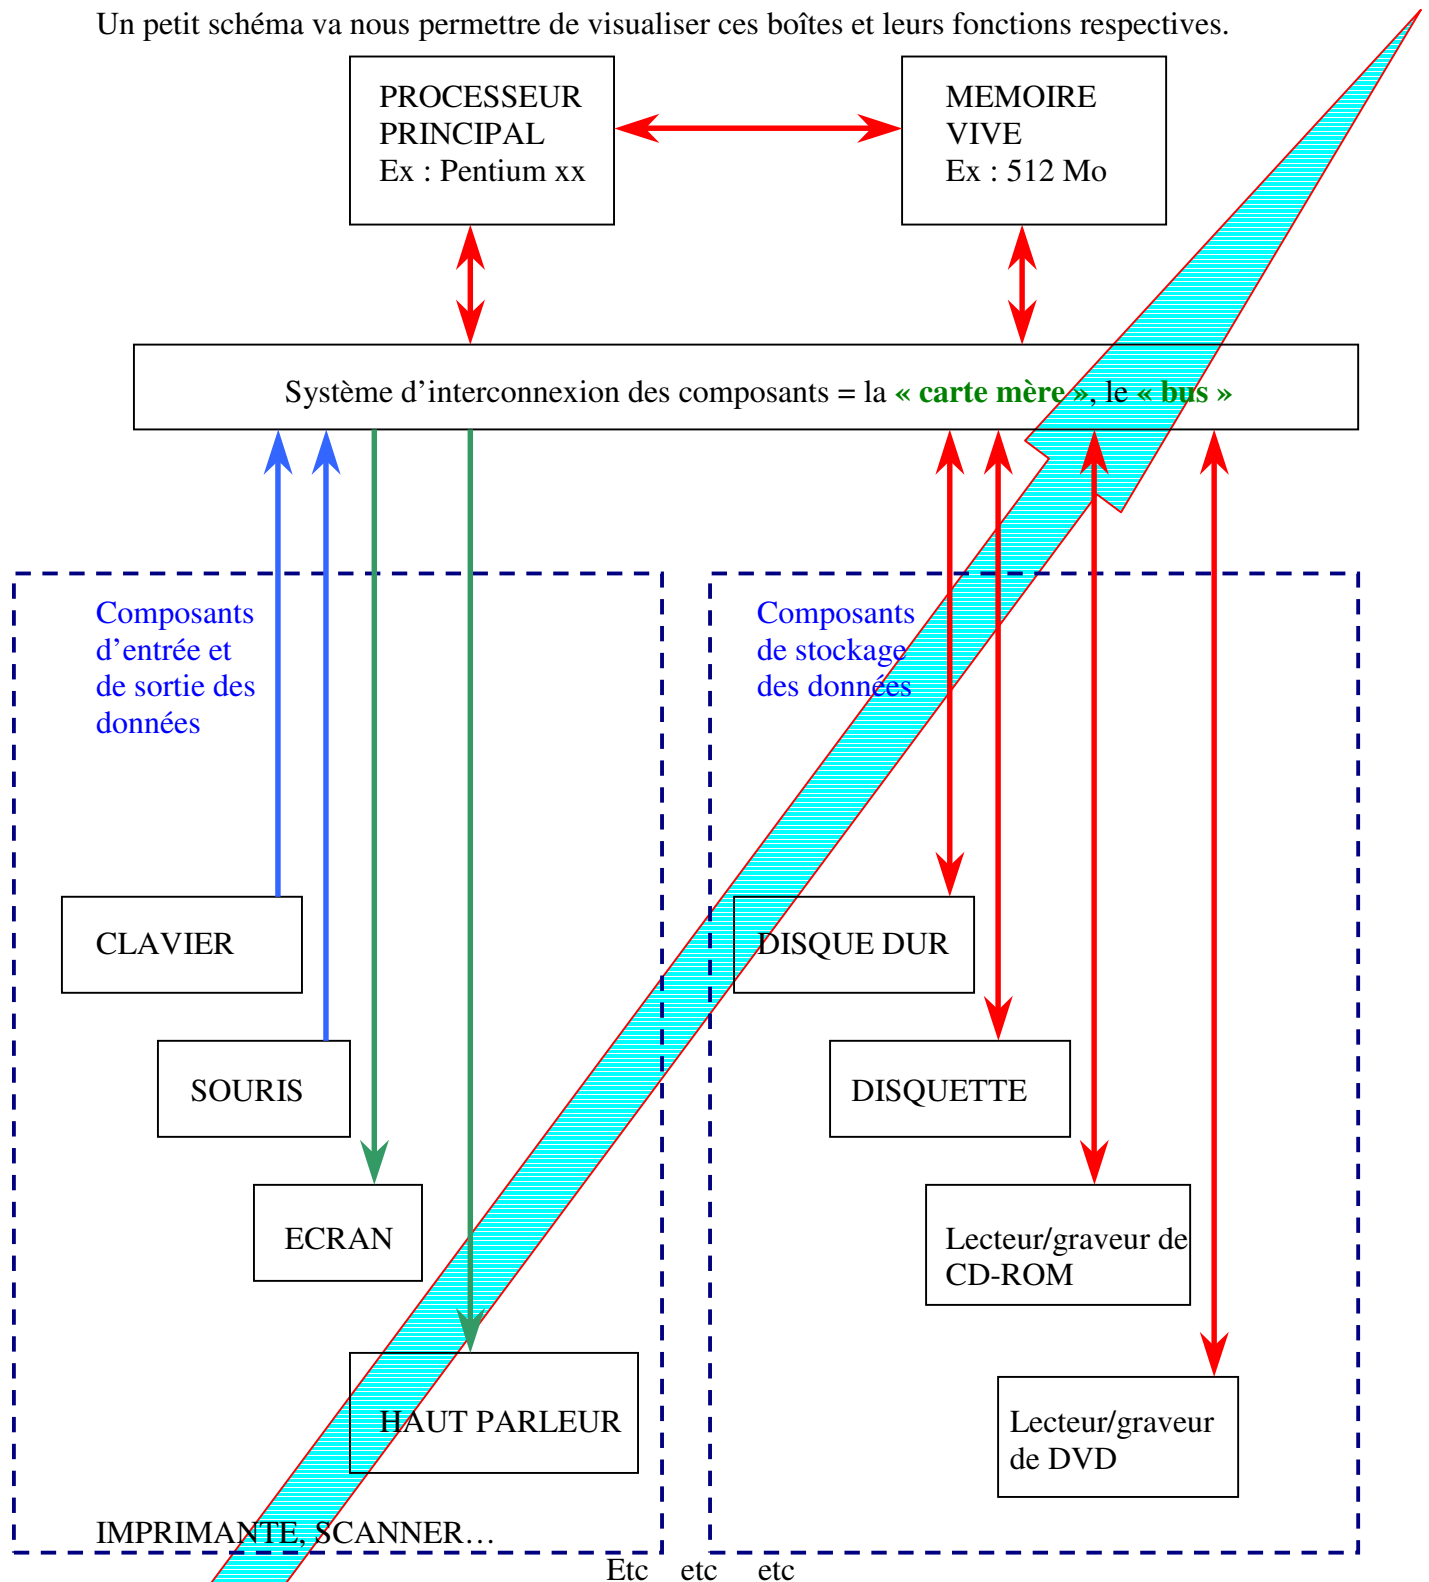 Un petit schéma va nous permettre de visualiser ces boîtes et leurs fonctions respectives.
PROCESSEUR
PRINCIPAL
Ex : Pentium xx
MEMOIRE
VIVE
Ex : 512 Mo
Système d’interconnexion des composants = la « carte mère », le « bus »
Composants
d’entrée et
de sortie des
données
Composants
de stockage
des données
CLAVIER
DISQUE DUR
SOURIS
DISQUETTE
ECRAN
Lecteur/graveur de
CD-ROM
HAUT PARLEUR
Lecteur/graveur
de DVD
IMPRIMANTE, SCANNER…
Etc etc etc